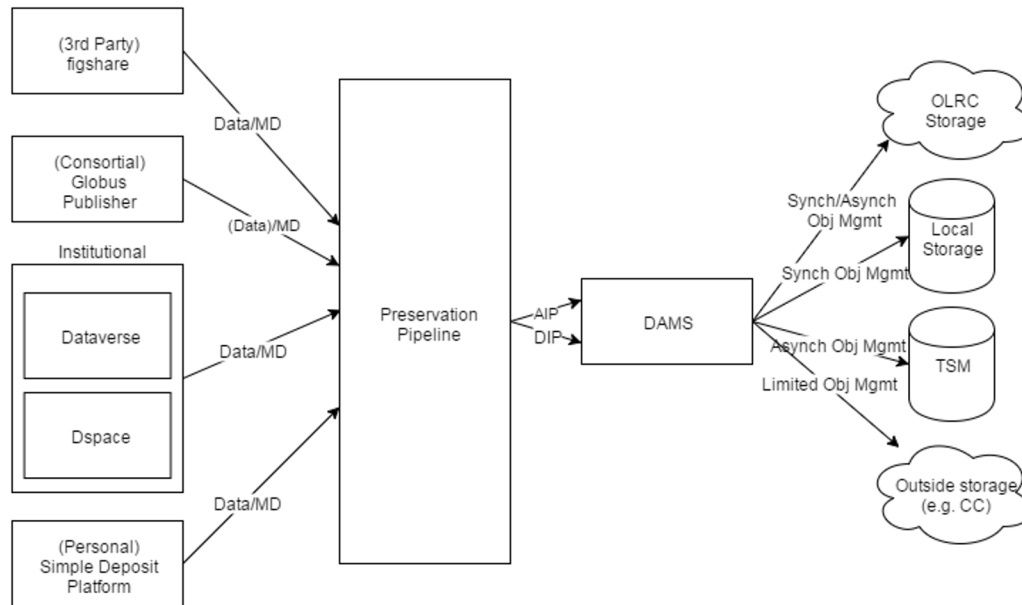 (3rd Party)
figshare
Data/MD
(Consortial)
Globus
Publisher
(Data)/MD
Institutional
Dataverse
Dspace
Data/MD
(Personal)
Simple Deposit
Platform
Data/MD
Preservation
Pipeline
AIP
DIP
DAMS
Synch/Asynch
Obj Mgmt
Synch Obj Mgmt
Asynch Obj Mgmt
Limited Obj Mgmt
OLRC
Storage
Local
Storage
TSM
Outside storage
(e.g. CC)